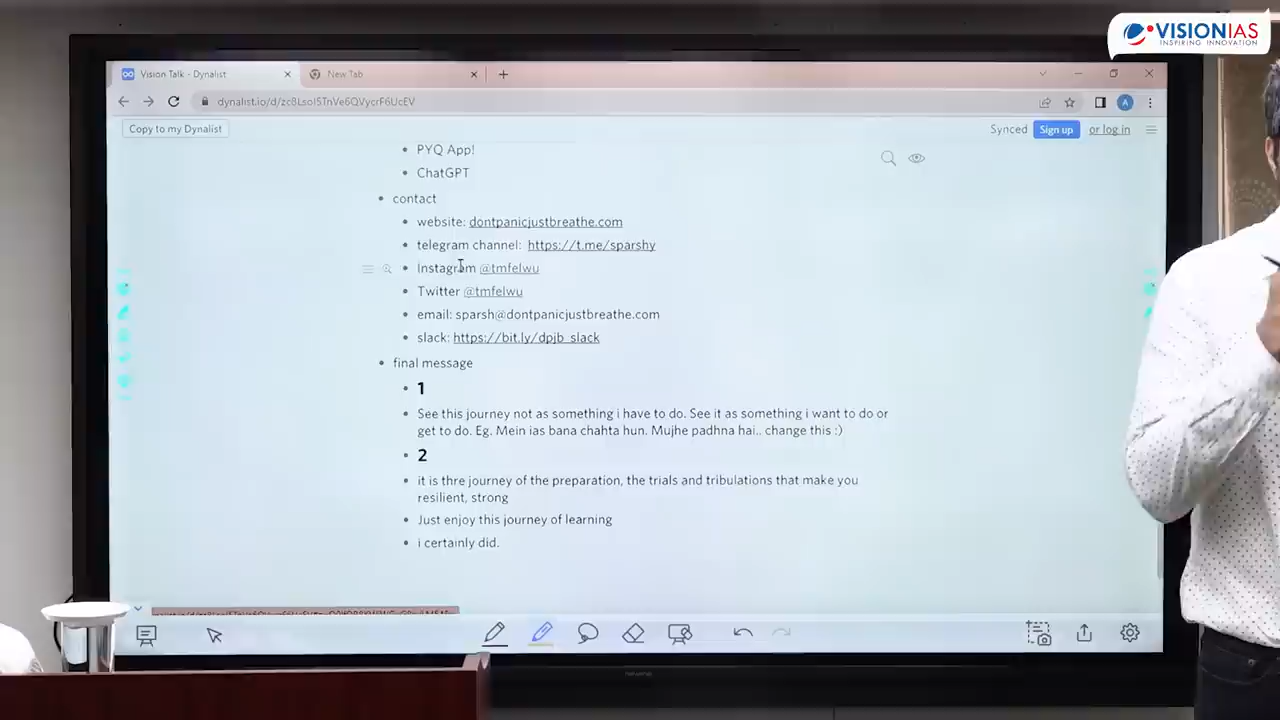 VISIONIAS
INSPIRING INNOVATION
Vision Talk - Dynalist
New Tab
Copy to my Dynalist
Synced
Sign up
or log in
PYQ App!
ChatGPT
contact
website: dontpanicjustbreathe.com
telegram channel: https://t.me/sparshy
Instagram @tmfelwu
Twitter @tmfelwu
email: sparsh@dontpanicjustbreathe.com
slack: https://bit.ly/dpjb_slack
final message
1
See this journey not as something i have to do. See it as something i want to do or
get to do. Eg. Mein ias bana chahta hun. Mujhe padhna hai.. change this :)
2
it is thre journey of the preparation, the trials and tribulations that make you
resilient, strong
Just enjoy this journey of learning
i certainly did.